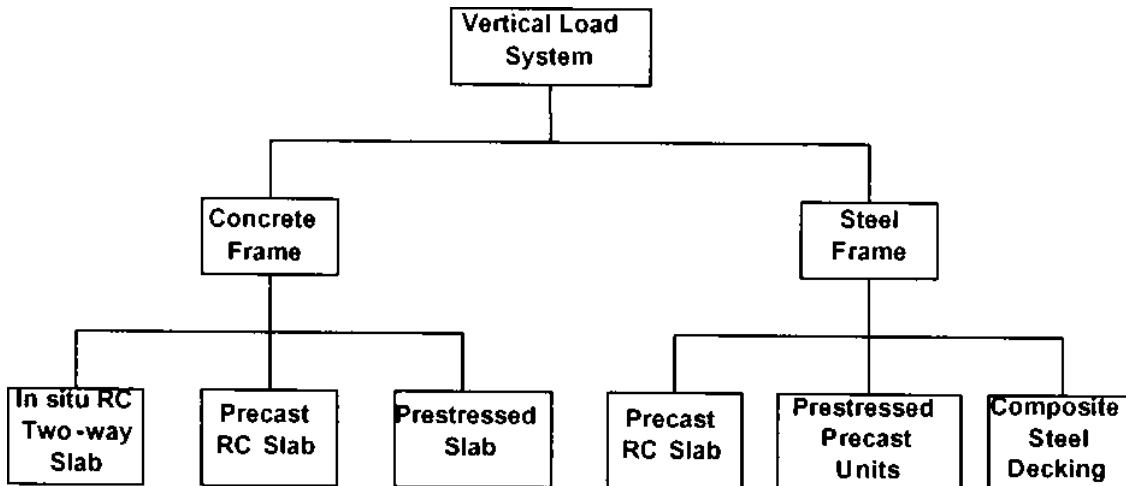 Vertical Load
System
Concrete
Frame
Steel
Frame
In situ RC
Two-way
Slab
Precast
RC Slab
Prestressed
Slab
Precast
RC Slab
Prestressed
Precast
Units
Composite
Steel
Decking